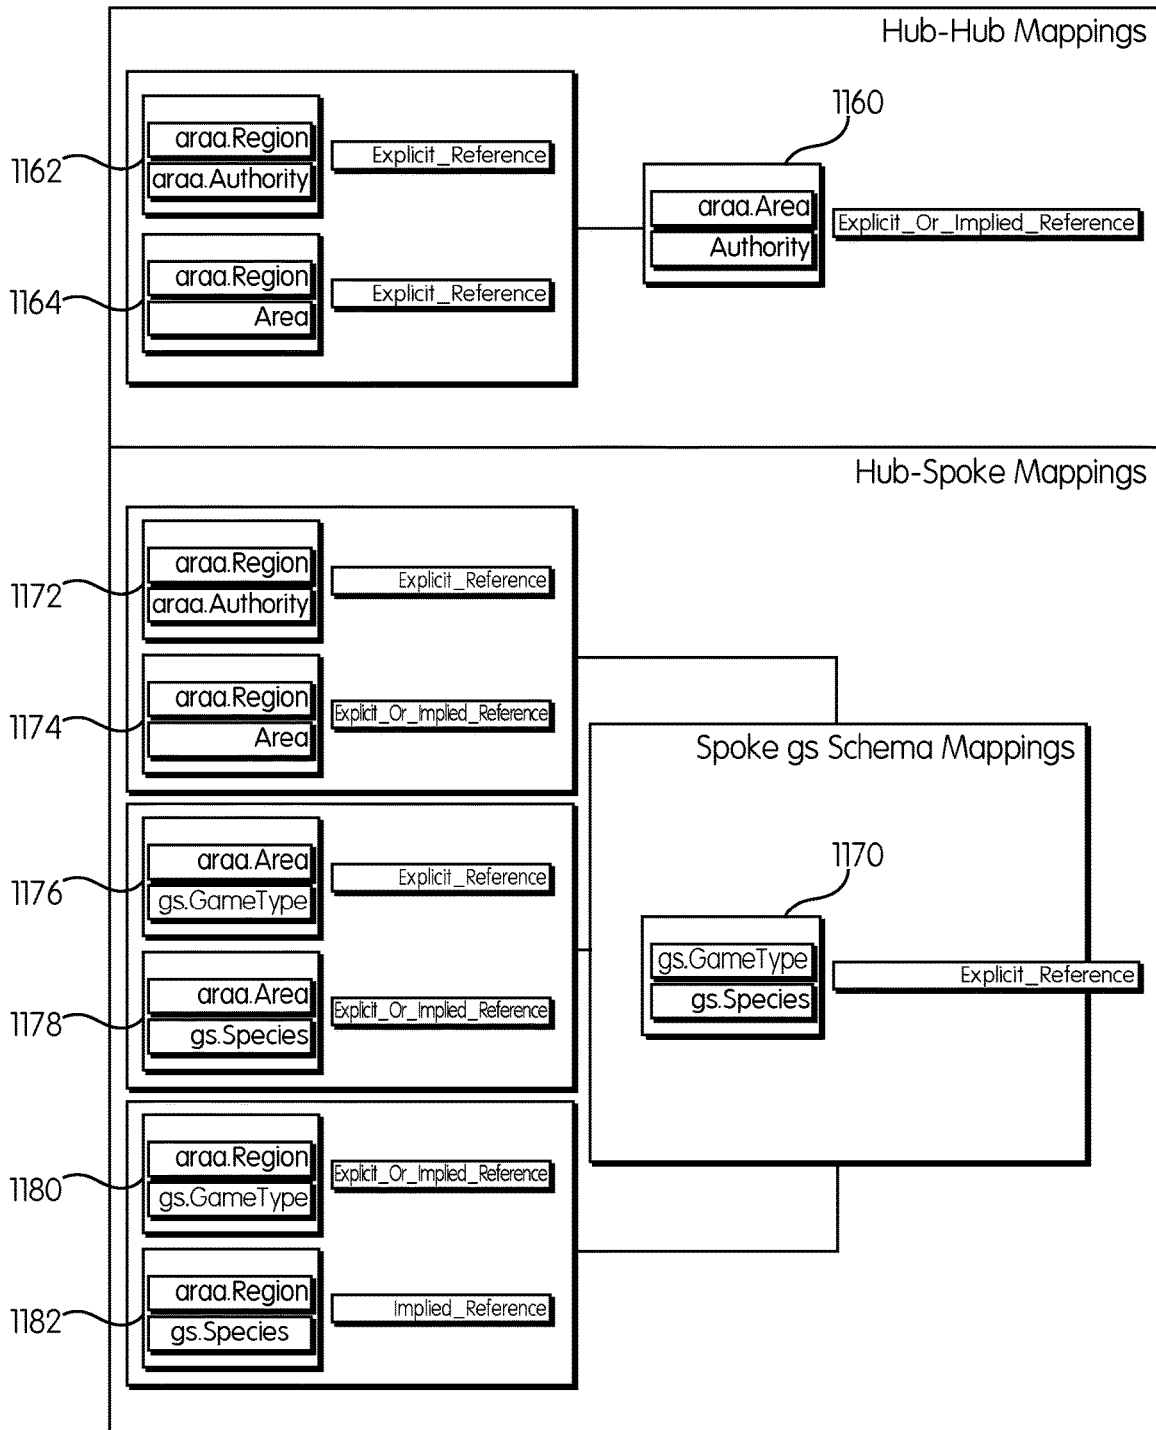 Hub-Hub Mappings
1160
1162
araa.Region
araa.Authority
Explicit_Reference
1164
araa.Region
Area
Explicit_Reference
araa.Area
Authority
Explicit_Or_Implied_Reference
Hub-Spoke Mappings
1172
araa.Region
araa.Authority
Explicit_Reference
1174
araa.Region
Area
Explicit_Or_Implied_Reference
1176
araa.Area
gs.GameType
Explicit_Reference
1178
araa.Area
gs.Species
Explicit_Or_Implied_Reference
Spoke gs Schema Mappings
1170
gs.GameType
gs.Species
Explicit_Reference
1180
araa.Region
gs.GameType
Explicit_Or_Implied_Reference
1182
araa.Region
gs.Species
Implied_Reference